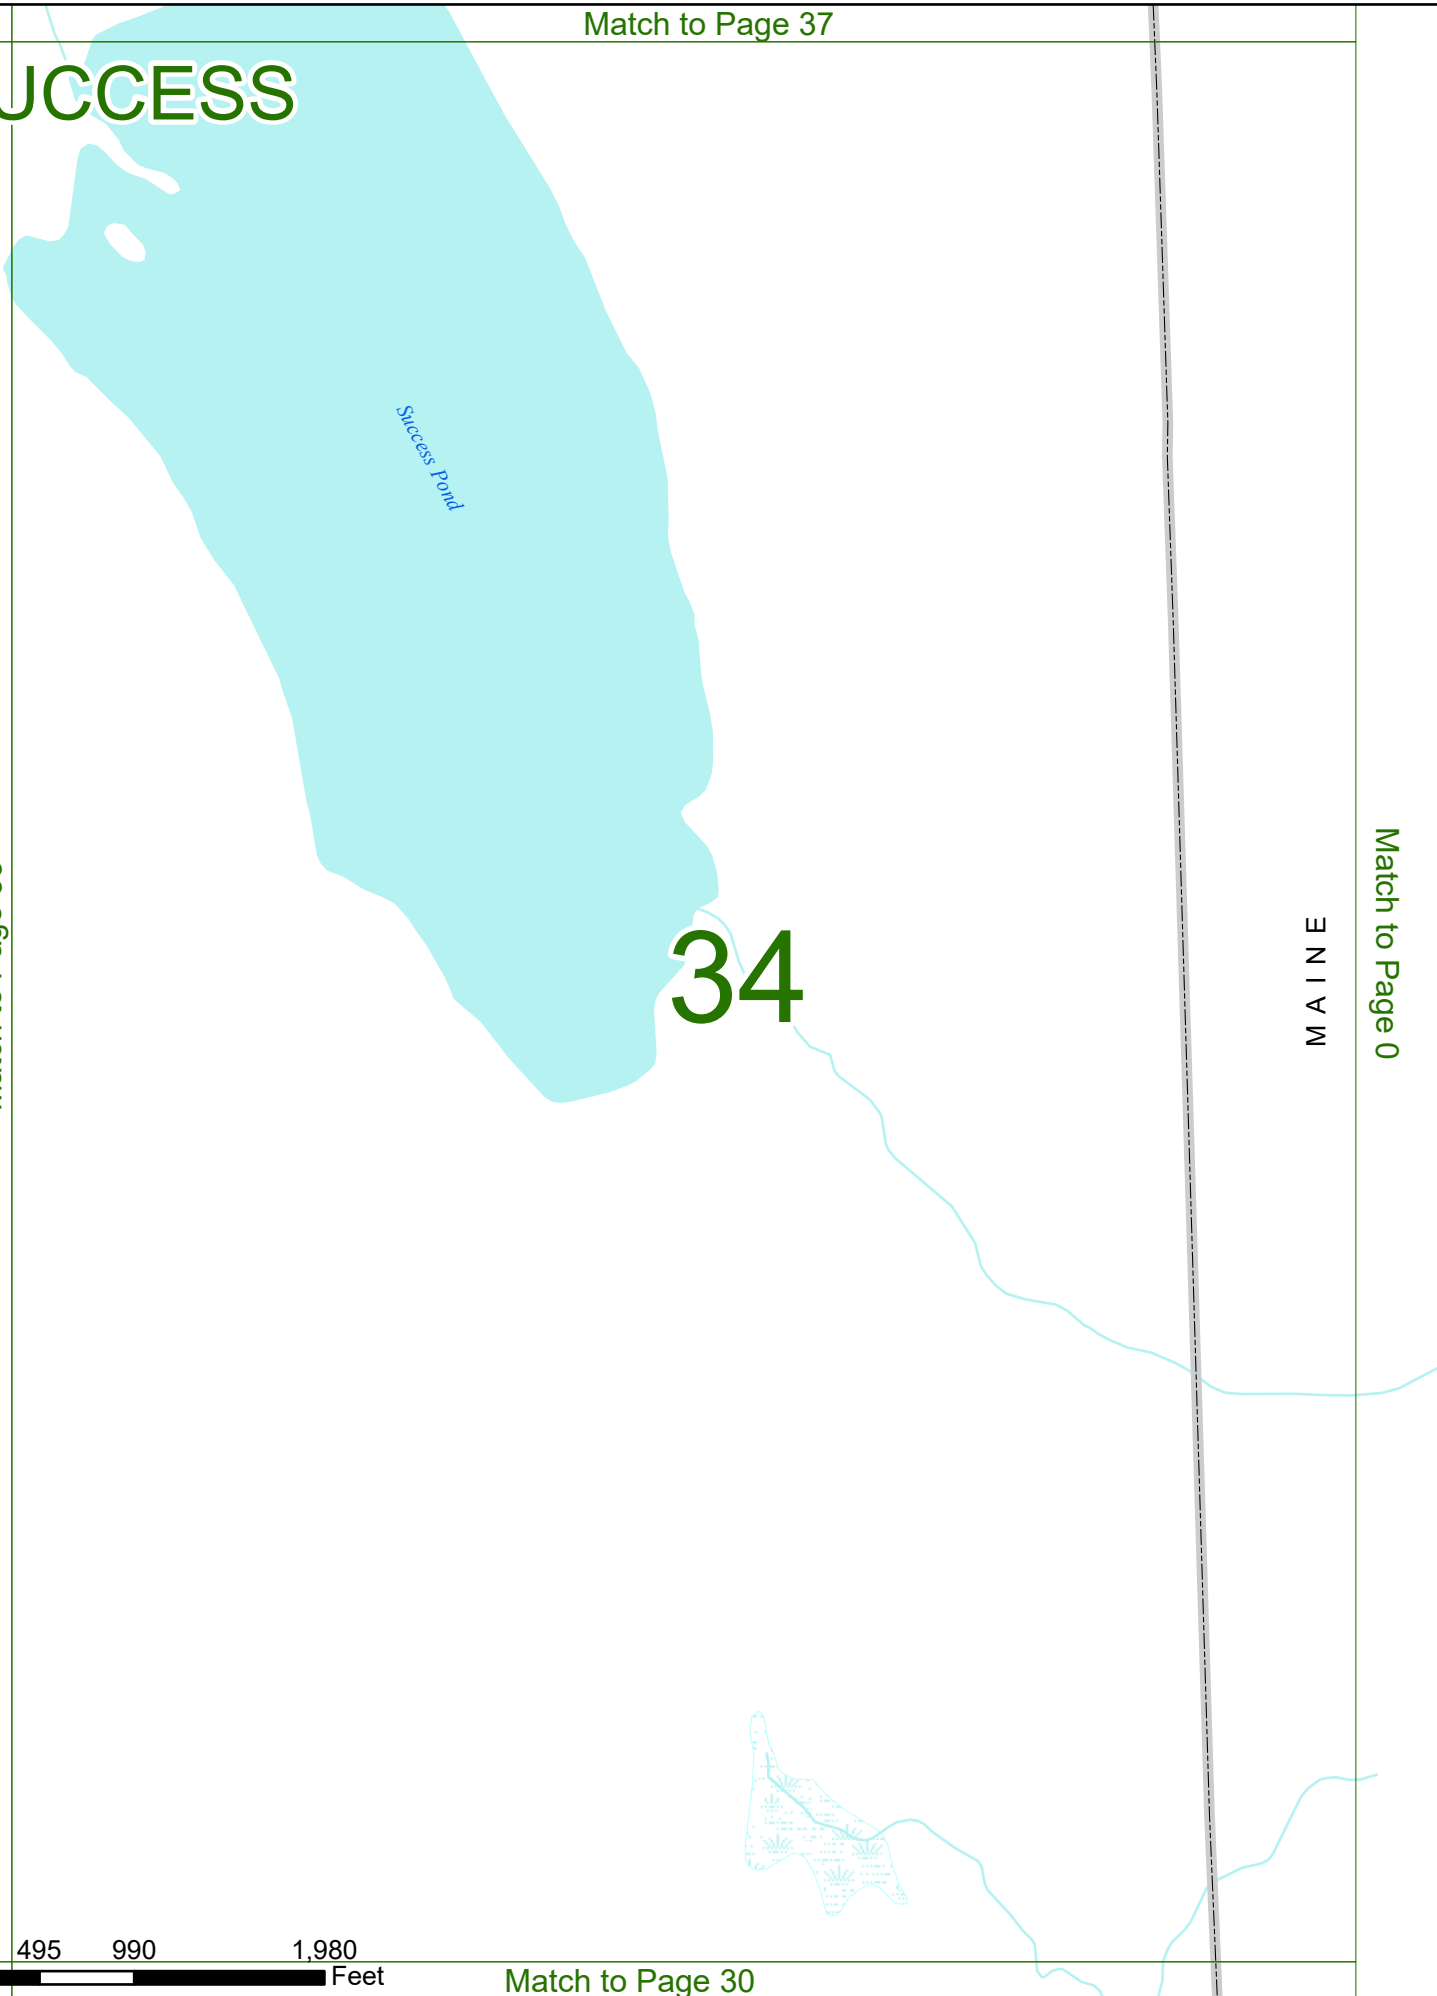 Match to Page 37
UCCESS
Success Pond
34
MAINE
Match to Page 0
495 990 1,980
Feet
Match to Page 30